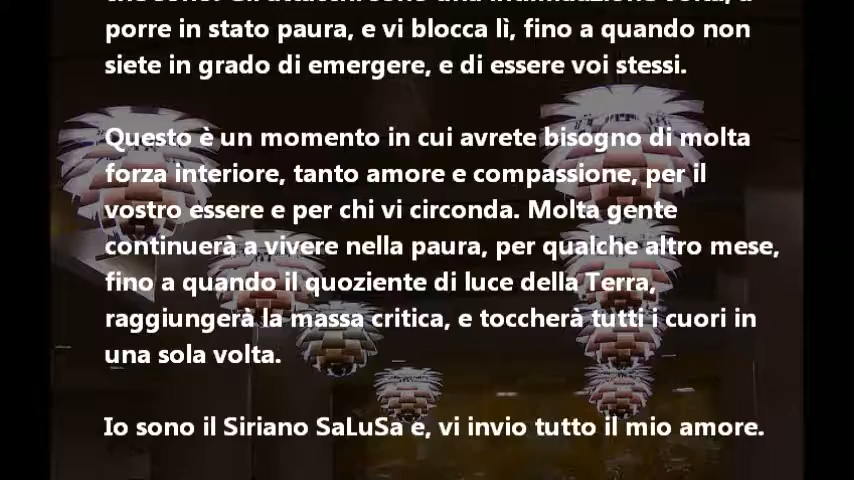 porre in stato paura, e vi blocca lì, fino a quando non
siete in grado di emergere, e di essere voi stessi.
Questo è un momento in cui avrete bisogno di molta
forza interiore, tanto amore e compassione, per il
vostro essere e per chi vi circonda. Molta gente
continuerà a vivere nella paura, per qualche altro mese,
fino a quando il quoziente di luce della Terra,
raggiungerà la massa critica, e toccherà tutti i cuori in
una sola volta.
Io sono il Siriano SaLuSa e, vi invio tutto il mio amore.